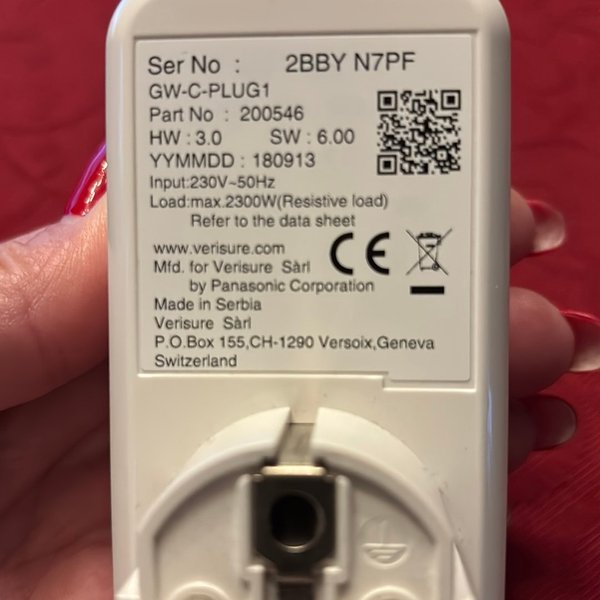 Ser No : 2BBY N7PF
GW-C-PLUG1
Part No : 200546
HW : 3.0 SW : 6.00
YYMMDD : 180913
Input:230V~50Hz
Load:max.2300W(Resistive load)
Refer to the data sheet
www.verisure.com
Mfd. for Verisure Sàrl
by Panasonic Corporation
CE
Made in Serbia
Verisure Sàrl
P.O.Box 155,CH-1290 Versoix,Geneva
Switzerland